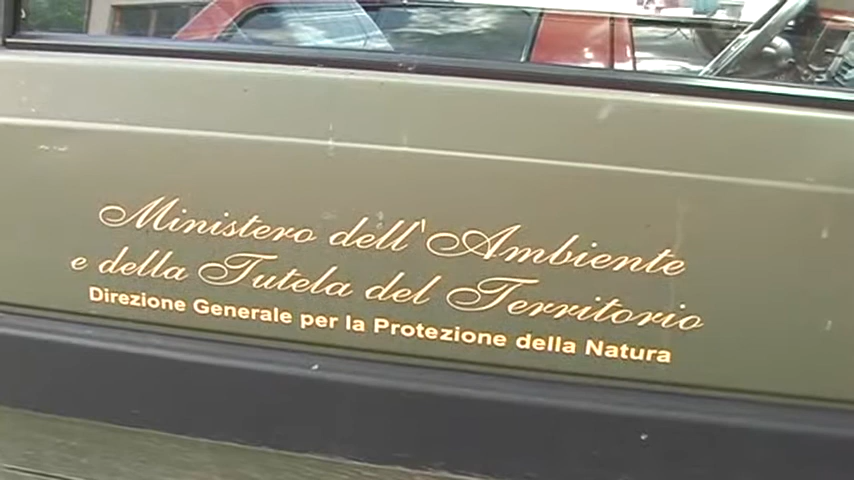 Ministero dell'Ambiente
e della Tutela del Territorio
Direzione Generale per la Protezione della Natura